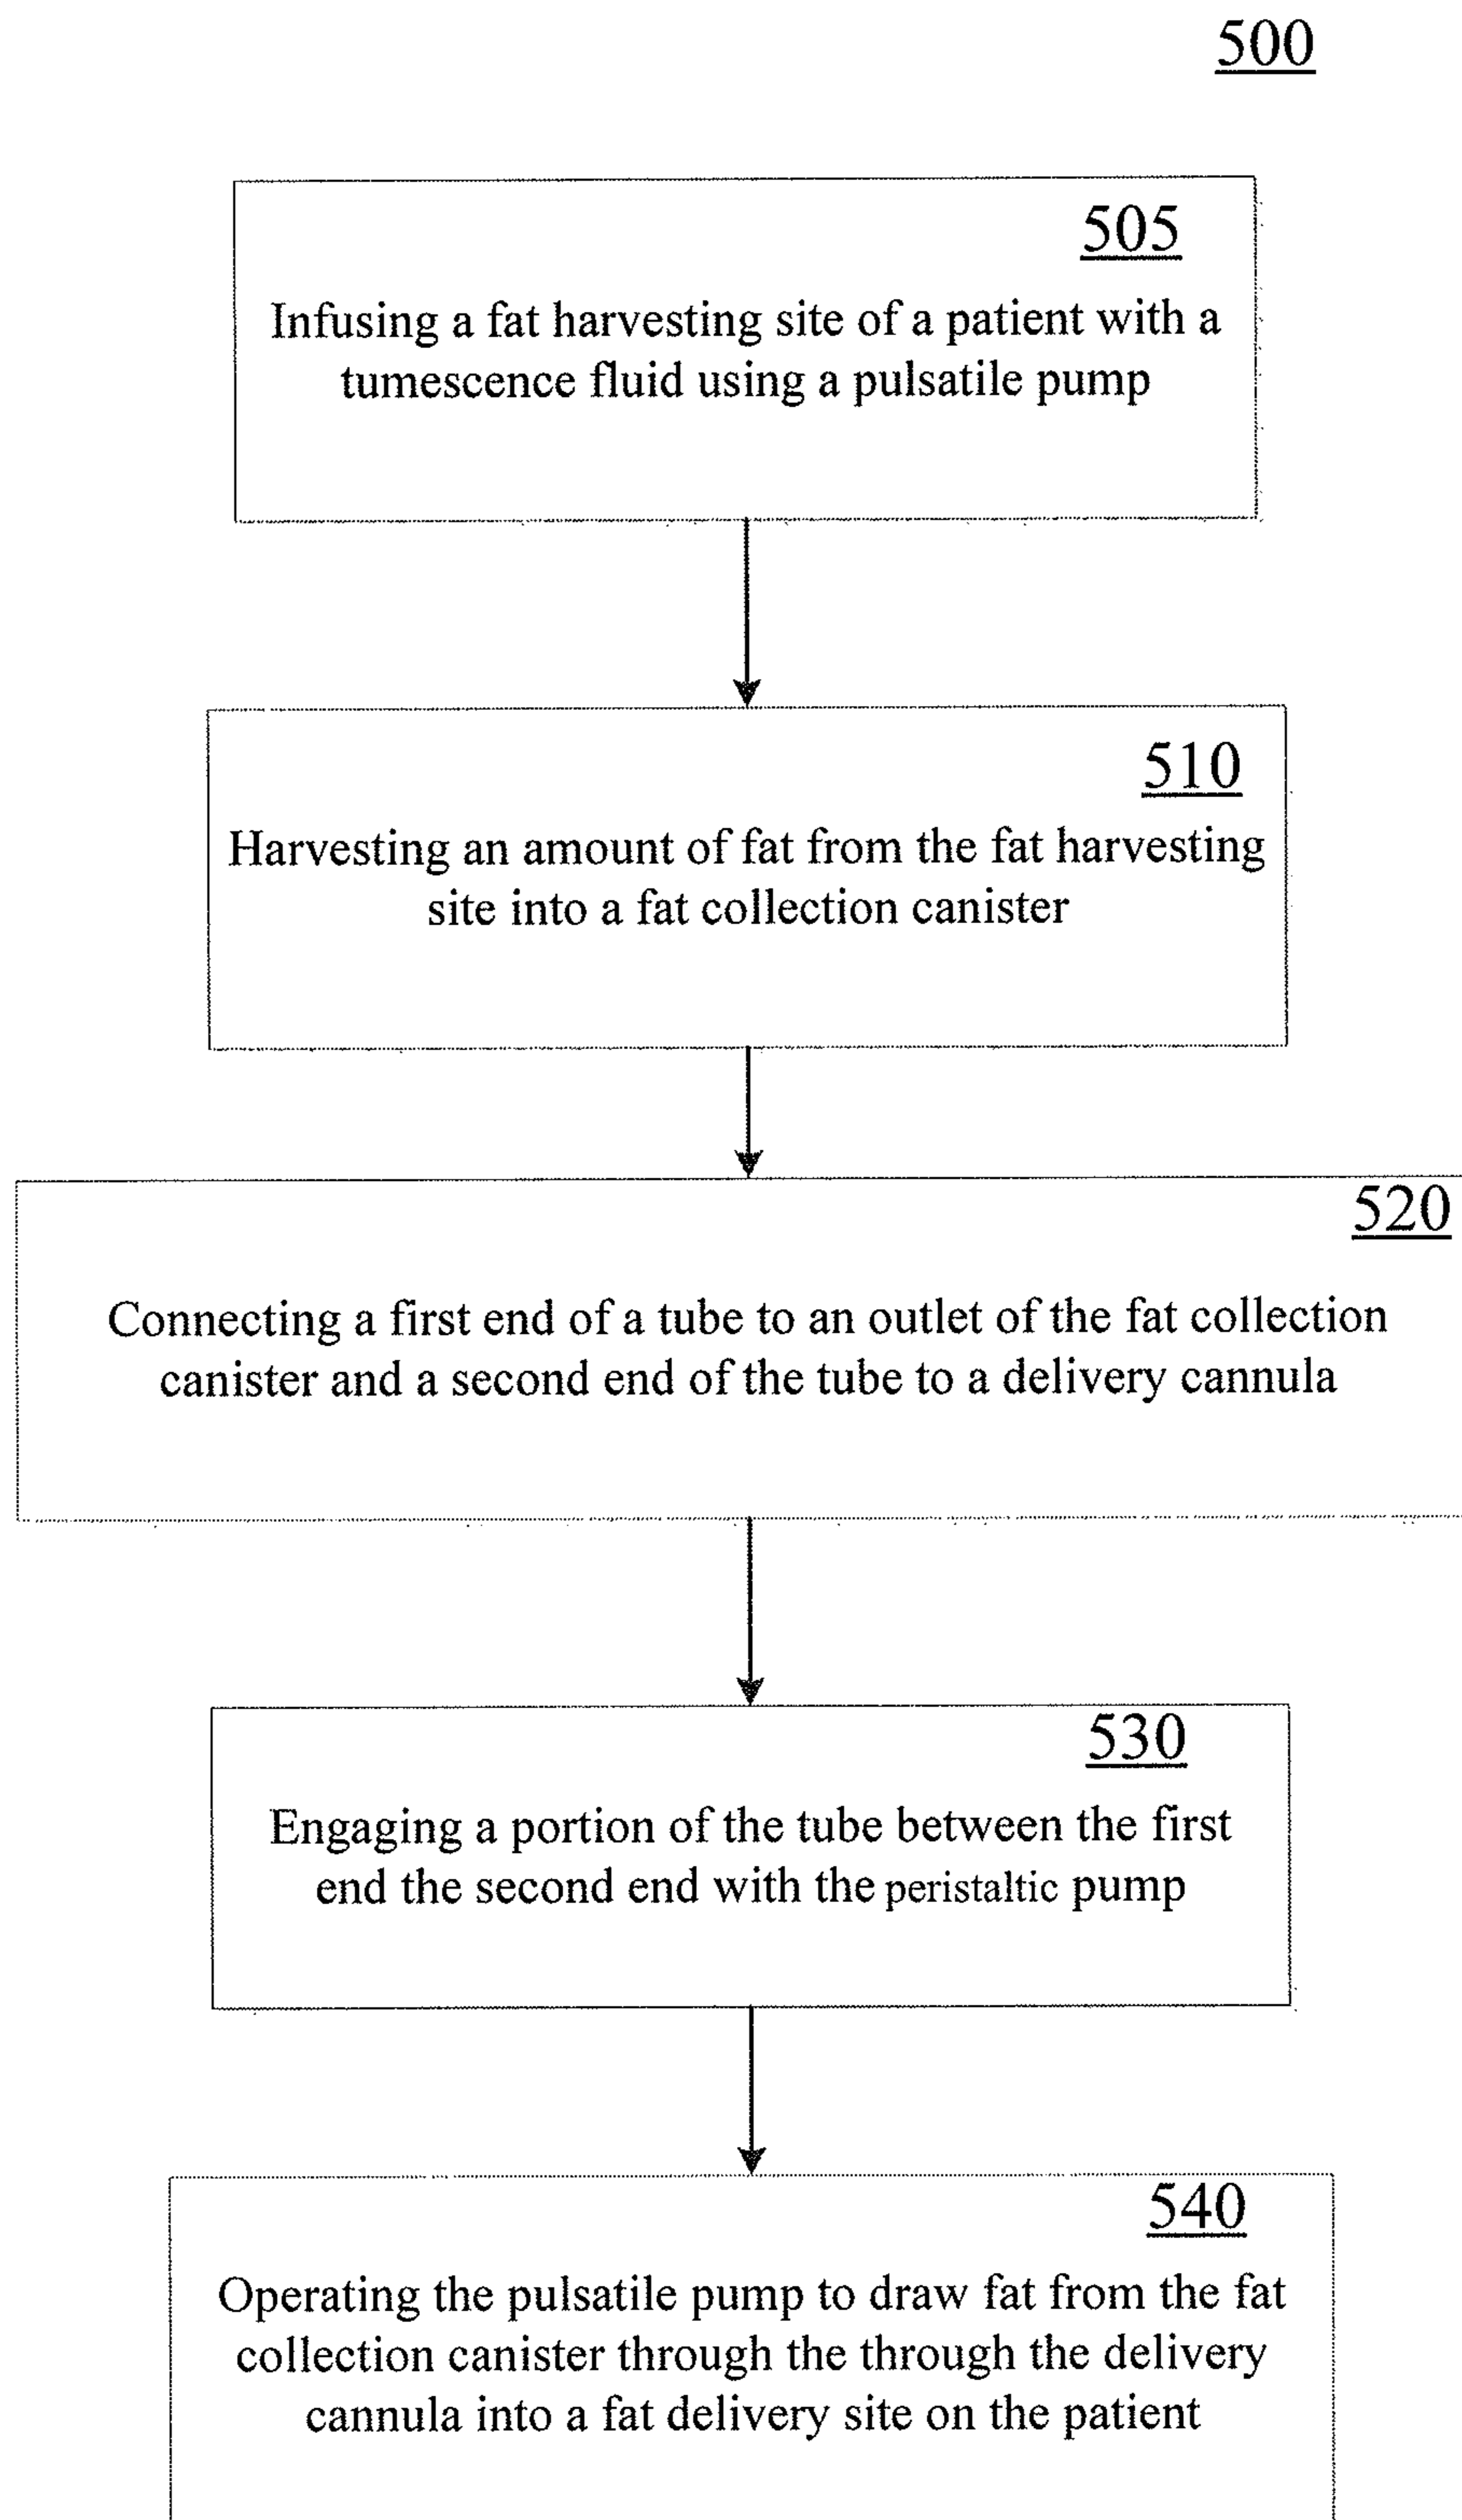 500
505
Infusing a fat harvesting site of a patient with a
tumescence fluid using a pulsatile pump
510
Harvesting an amount of fat from the fat harvesting
site into a fat collection canister
520
Connecting a first end of a tube to an outlet of the fat collection
canister and a second end of the tube to a delivery cannula
530
Engaging a portion of the tube between the first
end the second end with the peristaltic pump
540
Operating the pulsatile pump to draw fat from the fat
collection canister through the through the delivery
cannula into a fat delivery site on the patient